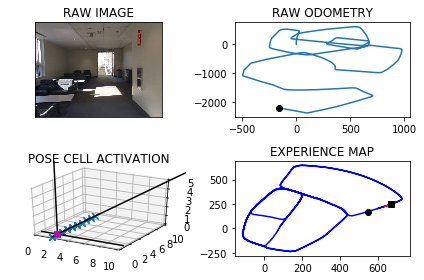 RAW IMAGE
RAW ODOMETRY
0
−1000
−2000
−500 0 500 1000
POSE CELL ACTIVATION
0 2 4 6 8 10
0 2 4 6 8 10
0 1 2 3 4 5
EXPERIENCE MAP
500
250
0
−250
0 200 400 600